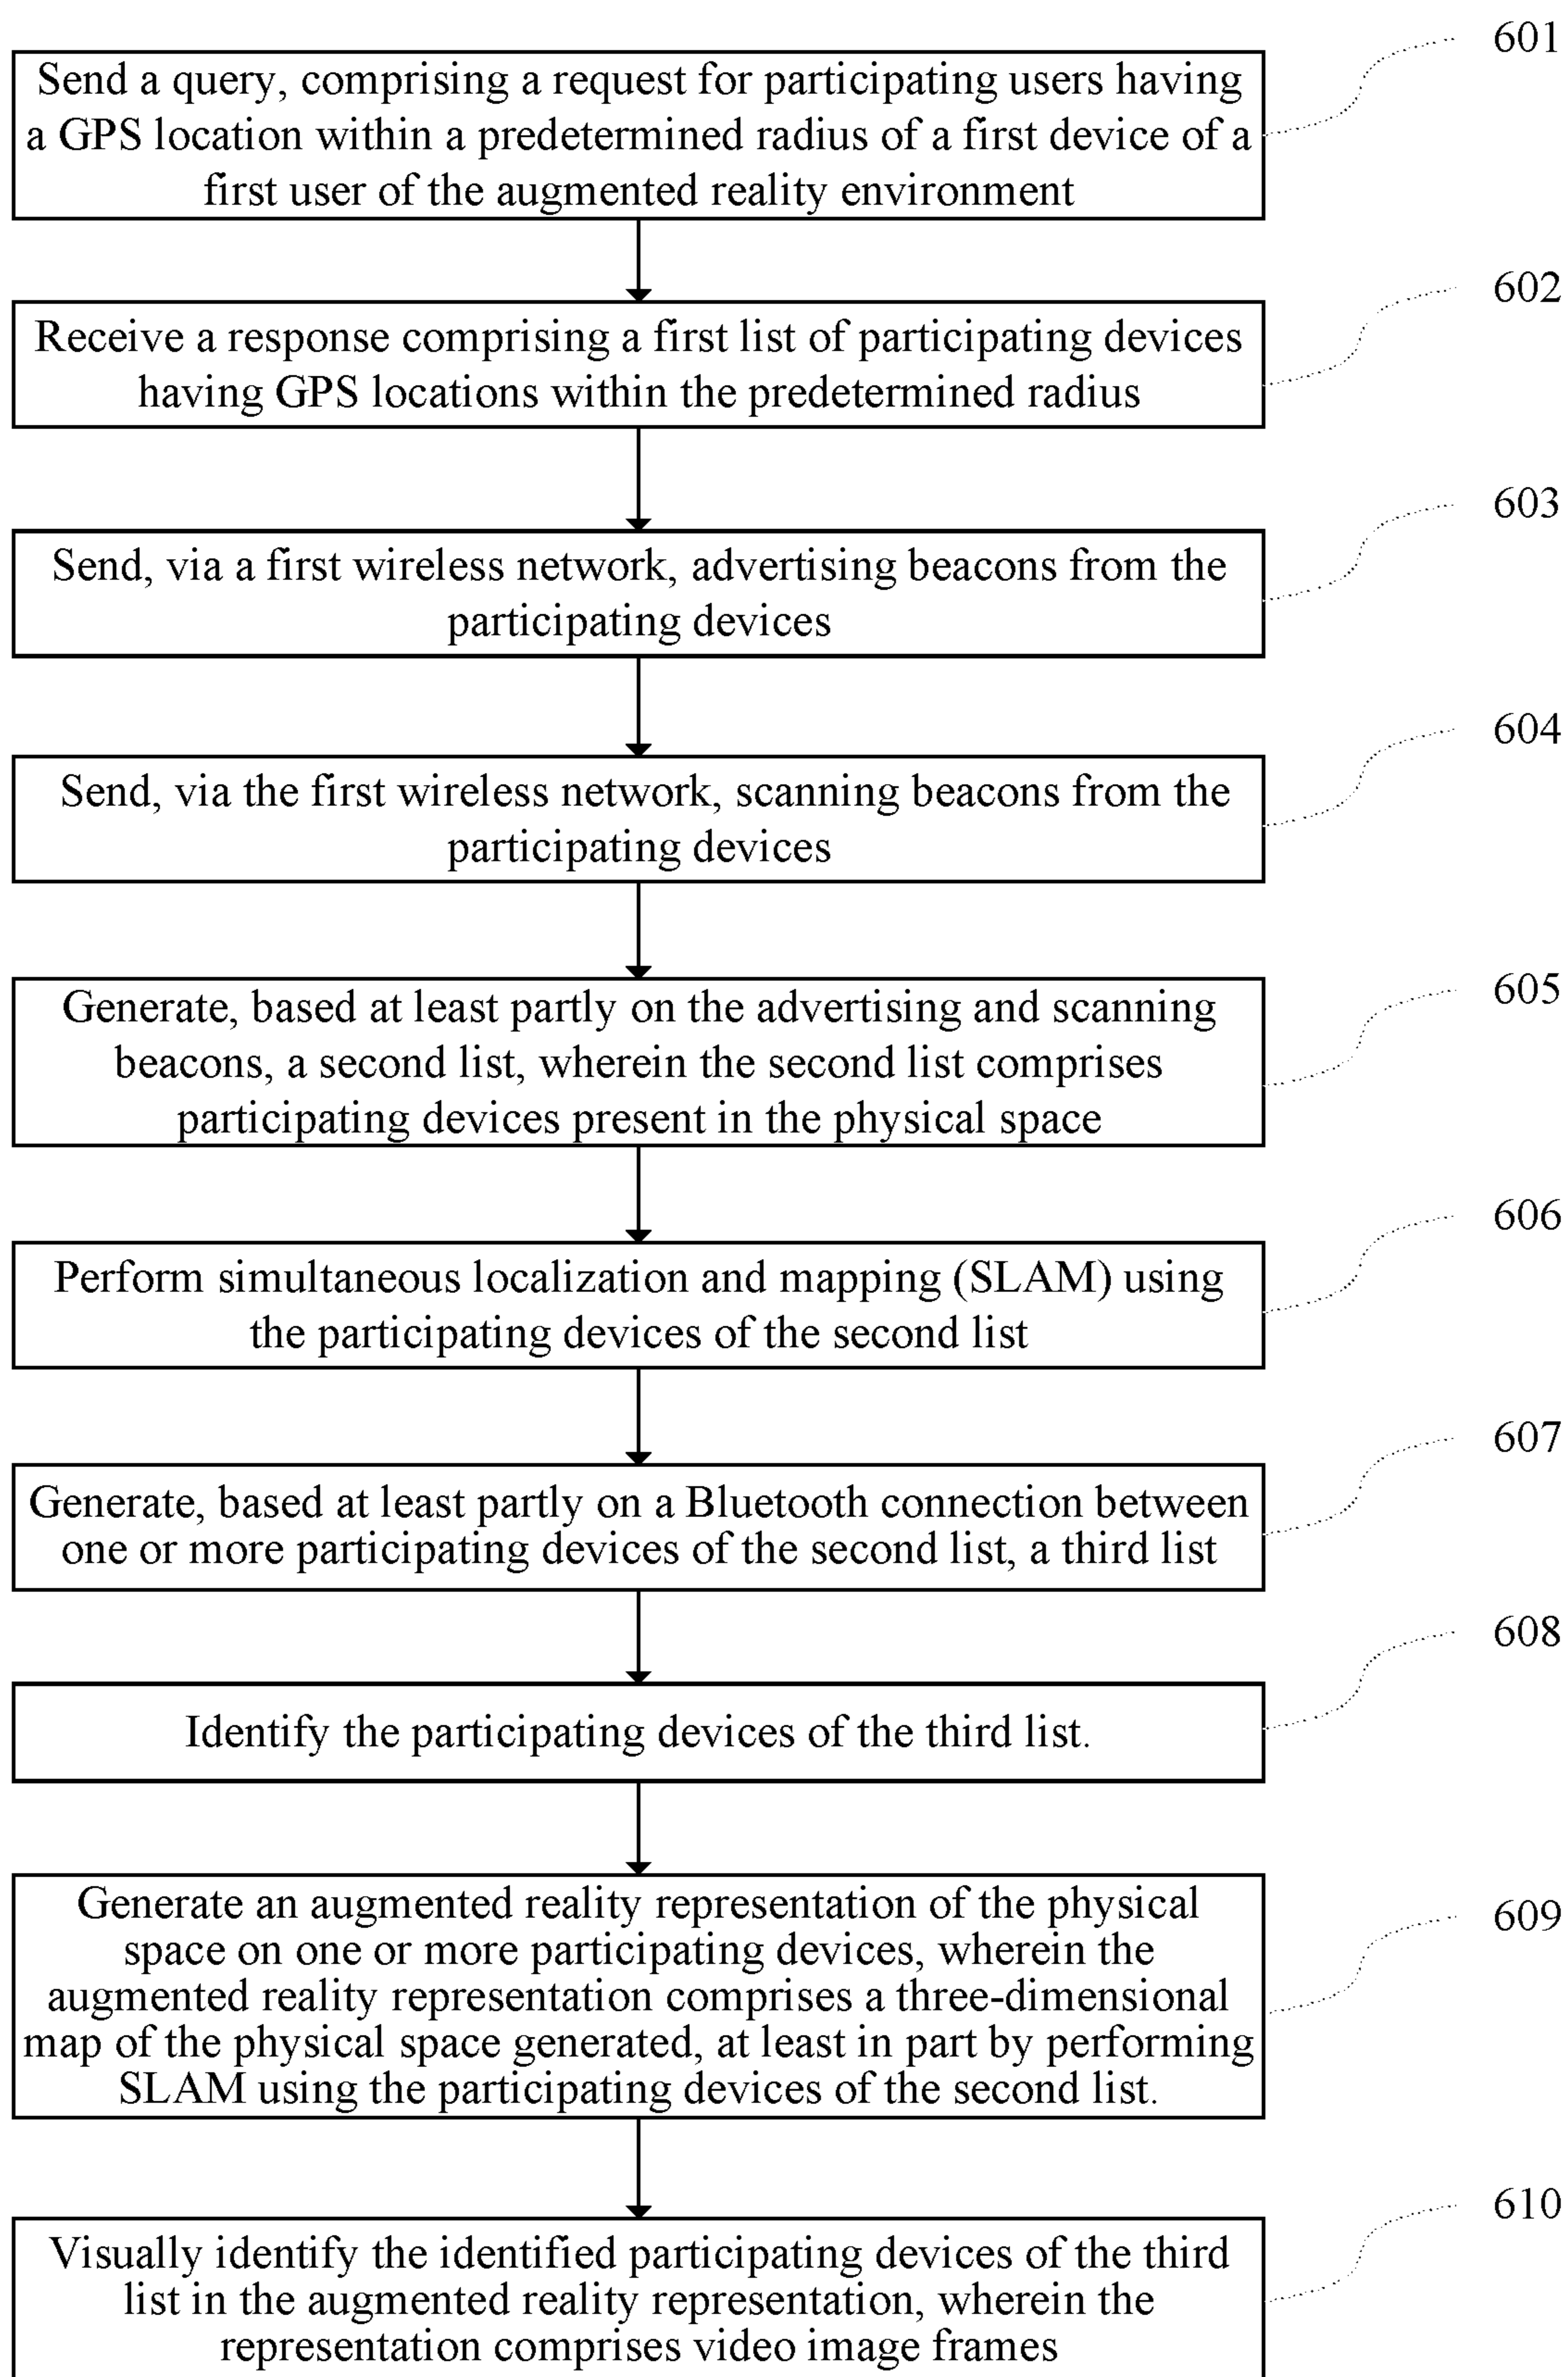 601
Send a query, comprising a request for participating users having
a GPS location within a predetermined radius of a first device of a
first user of the augmented reality environment
602
Receive a response comprising a first list of participating devices
having GPS locations within the predetermined radius
603
Send, via a first wireless network, advertising beacons from the
participating devices
604
Send, via the first wireless network, scanning beacons from the
participating devices
605
Generate, based at least partly on the advertising and scanning
beacons, a second list, wherein the second list comprises
participating devices present in the physical space
606
Perform simultaneous localization and mapping (SLAM) using
the participating devices of the second list
607
Generate, based at least partly on a Bluetooth connection between
one or more participating devices of the second list, a third list
608
Identify the participating devices of the third list.
609
Generate an augmented reality representation of the physical
space on one or more participating devices, wherein the
augmented reality representation comprises a three-dimensional
map of the physical space generated, at least in part by performing
SLAM using the participating devices of the second list.
610
Visually identify the identified participating devices of the third
list in the augmented reality representation, wherein the
representation comprises video image frames